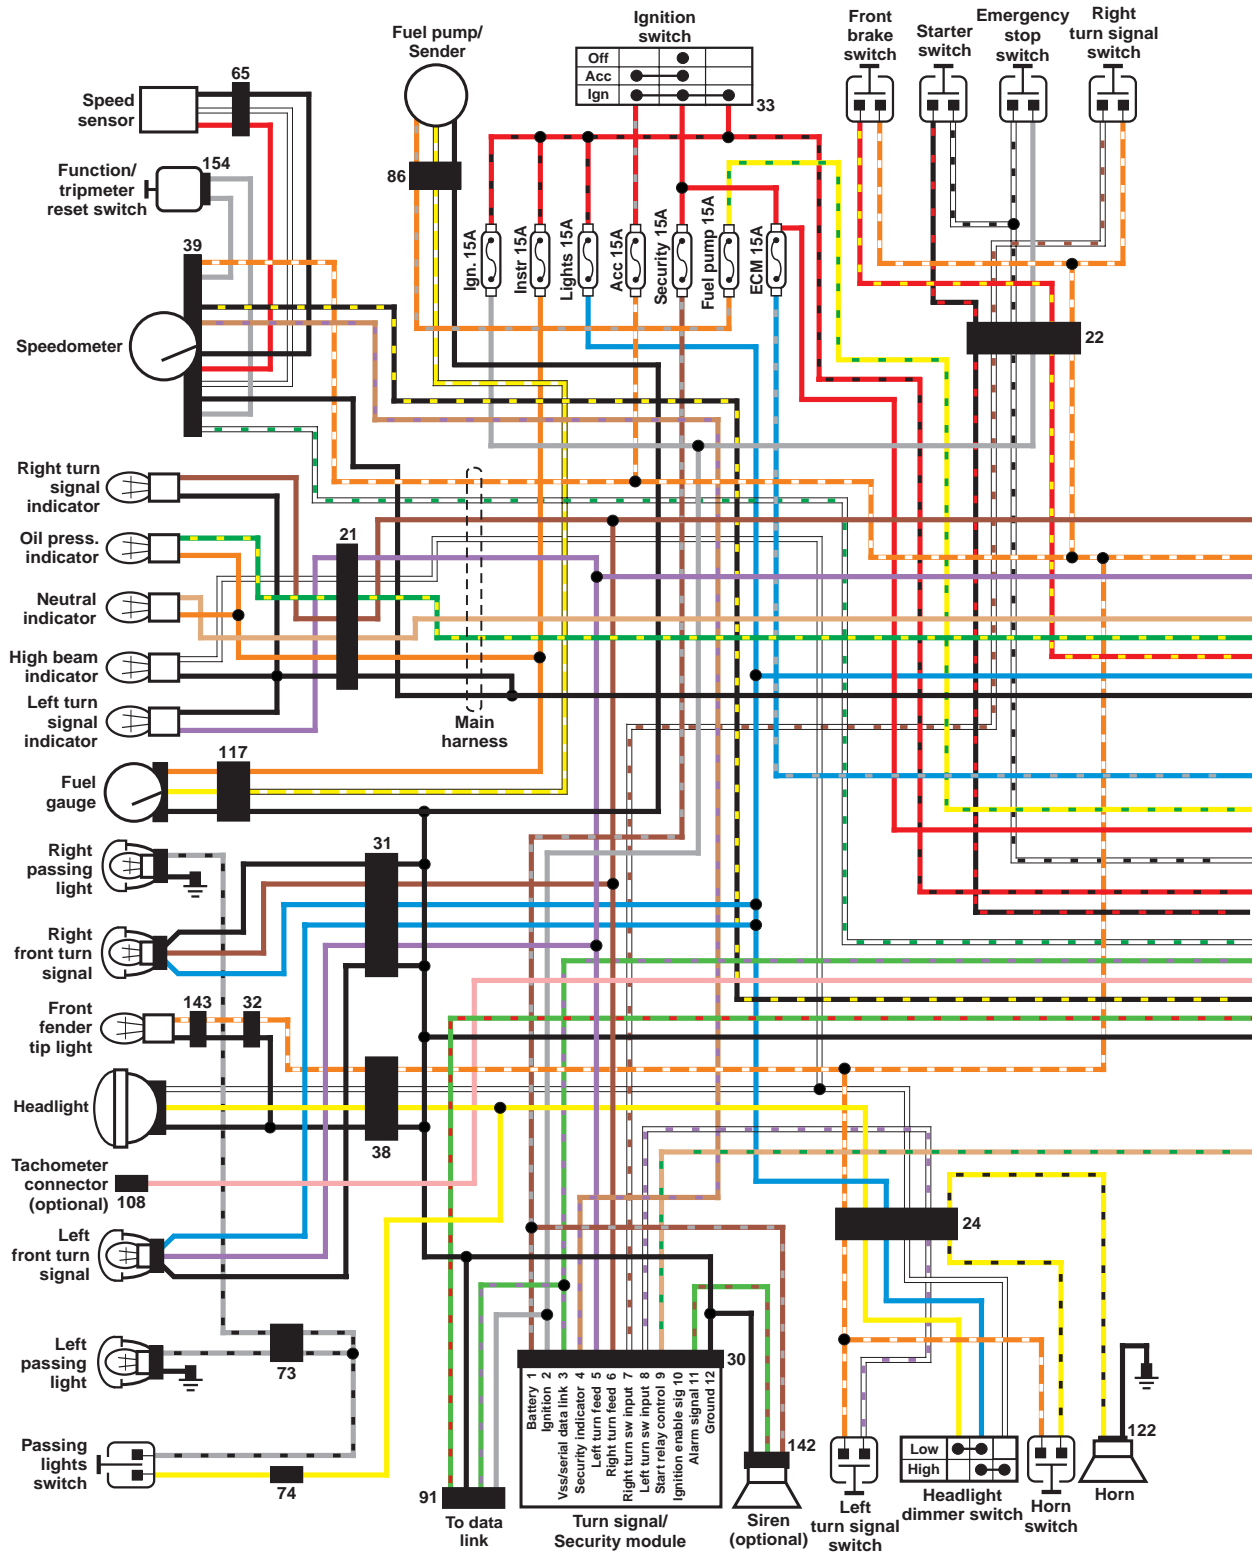 Fuel pump/
Sender
Ignition
switch
Off
Acc
Ign
33
Front
brake
switch
Starter
switch
Emergency
stop
switch
Right
turn signal
switch
65
Speed
sensor
Function/
tripmeter
reset switch
154
86
39
Speedometer
Ign. 15A
Instr 15A
Lights 15A
Acc 15A
Security 15A
Fuel pump 15A
ECM 15A
22
Right turn
signal
indicator
Oil press.
indicator
21
Neutral
indicator
High beam
indicator
Left turn
signal
indicator
Main
harness
117
Fuel
gauge
Right
passing
light
31
Right
front turn
signal
Front
fender
tip light
143
32
Headlight
38
Tachometer
connector
(optional)
108
24
Left
front turn
signal
Left
passing
light
73
30
Battery 1
Ignition 2
Vss/serial data link 3
Security indicator 4
Left turn feed 5
Right turn feed 6
Right turn sw input 7
Left turn sw input 8
Start relay control 9
Ignition enable sig 10
Alarm signal 11
Ground 12
Passing
lights
switch
74
91
To data
link
Turn signal/
Security module
142
Siren
(optional)
Left
turn signal
switch
Low
High
Headlight
dimmer switch
Horn
switch
122
Horn